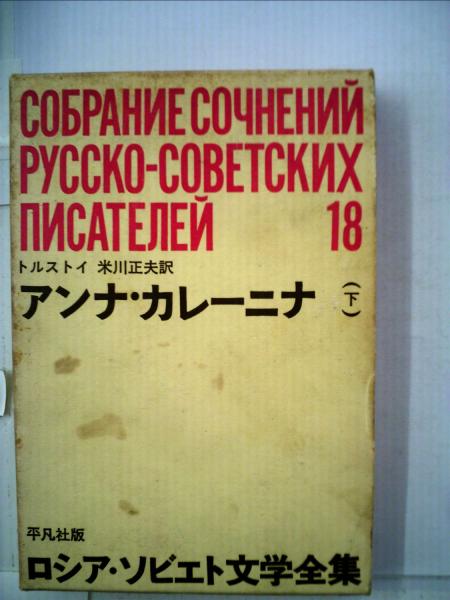 СОБРАНИЕ СОЧНЕНИЙ
РУССКО-СОВЕТСКИХ
ПИСАТЕЛЕЙ 18
トルストイ 米川正夫訳
アンナ・カレーニナ (下)
平凡社版
ロシア・ソビエト文学全集